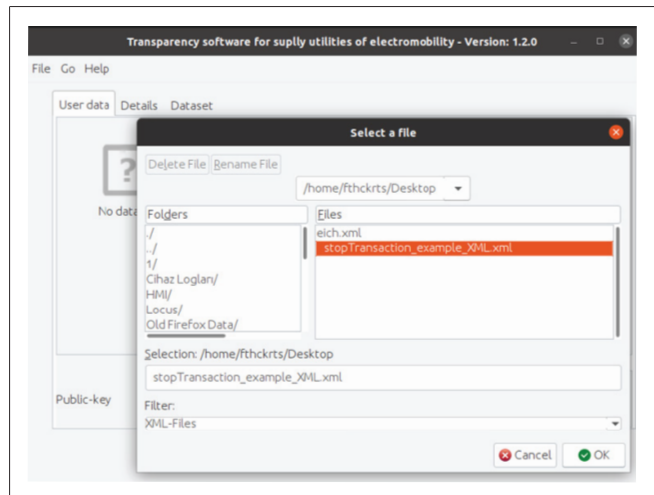 Transparency software for suplly utilities of electromobility - Version: 1.2.0
File Go Help
User data Details Dataset
Select a file
Delete File Rename File
/home/fthckrts/Desktop
No data
Folders Files
./
../
1/
Cihaz Logları/
HMI/
Locus/
Old Firefox Data/
eich.xml
stopTransaction_example_XML.xml
Selection: /home/fthckrts/Desktop
stopTransaction_example_XML.xml
Public-key
Filter:
XML-Files
Cancel OK